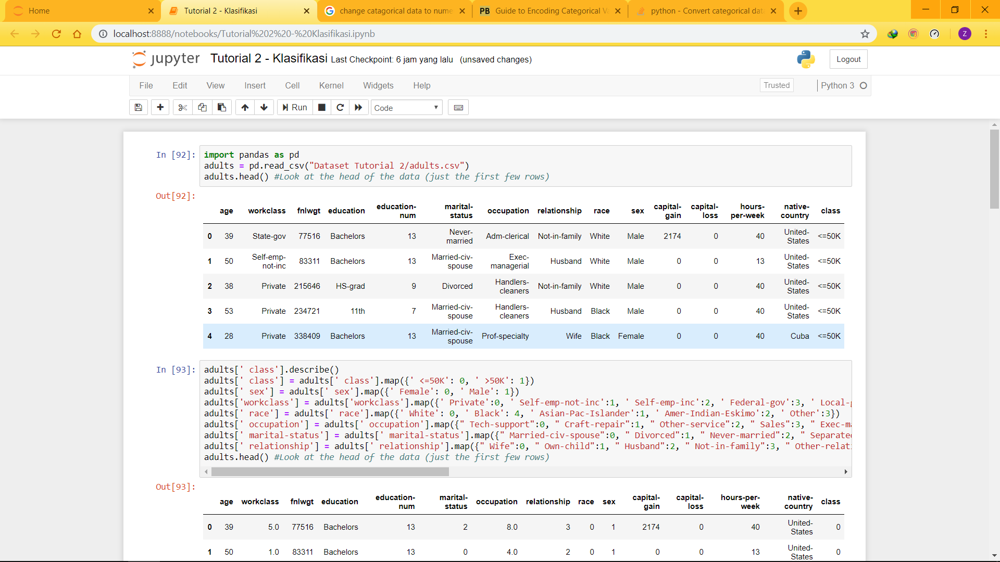 Home
Tutorial 2 - Klasifikasi
change catagorical data to nume
PB Guide to Encoding Categorical Va
python - Convert categorical data
localhost:8888/notebooks/Tutorial%202%20-%20Klasifikasi.ipynb
Z
jupyter Tutorial 2 - Klasifikasi Last Checkpoint: 6 jam yang lalu (unsaved changes)
Logout
File Edit View Insert Cell Kernel Widgets Help
Trusted
Python 3
Run
Code
In [92]:
import pandas as pd
adults = pd.read_csv("Dataset Tutorial 2/adults.csv")
adults.head() #Look at the head of the data (just the first few rows)
Out[92]:
age workclass fnlwgt education education-num marital-status occupation relationship race sex capital-gain capital-loss hours-per-week native-country class
0 39 State-gov 77516 Bachelors 13 Never-married Adm-clerical Not-in-family White Male 2174 0 40 United-States <=50K
1 50 Self-emp-not-inc 83311 Bachelors 13 Married-civ-spouse Exec-managerial Husband White Male 0 0 13 United-States <=50K
2 38 Private 215646 HS-grad 9 Divorced Handlers-cleaners Not-in-family White Male 0 0 40 United-States <=50K
3 53 Private 234721 11th 7 Married-civ-spouse Handlers-cleaners Husband Black Male 0 0 40 United-States <=50K
4 28 Private 338409 Bachelors 13 Married-civ-spouse Prof-specialty Wife Black Female 0 0 40 Cuba <=50K
In [93]:
adults[' class'].describe()
adults[' class'] = adults[' class'].map({' <=50K': 0, ' >50K': 1})
adults[' sex'] = adults[' sex'].map({' Female': 0, ' Male': 1})
adults['workclass'] = adults['workclass'].map({' Private':0, ' Self-emp-not-inc':1, ' Self-emp-inc':2, ' Federal-gov':3, ' Local-g
adults[' race'] = adults[' race'].map({' White': 0, ' Black': 4, ' Asian-Pac-Islander':1, ' Amer-Indian-Eskimo':2, ' Other':3})
adults[' occupation'] = adults[' occupation'].map({" Tech-support":0, " Craft-repair":1, " Other-service":2, " Sales":3, " Exec-ma
adults[' marital-status'] = adults[' marital-status'].map({" Married-civ-spouse":0, " Divorced":1, " Never-married":2, " Separated
adults[' relationship'] = adults[' relationship'].map({" Wife":0, " Own-child":1, " Husband":2, " Not-in-family":3, " Other-relati
adults.head() #Look at the head of the data (just the first few rows)
Out[93]:
age workclass fnlwgt education education-num marital-status occupation relationship race sex capital-gain capital-loss hours-per-week native-country class
0 39 5.0 77516 Bachelors 13 2 8.0 3 0 1 2174 0 40 United-States 0
1 50 1.0 83311 Bachelors 13 0 4.0 2 0 1 0 0 13 United-States 0